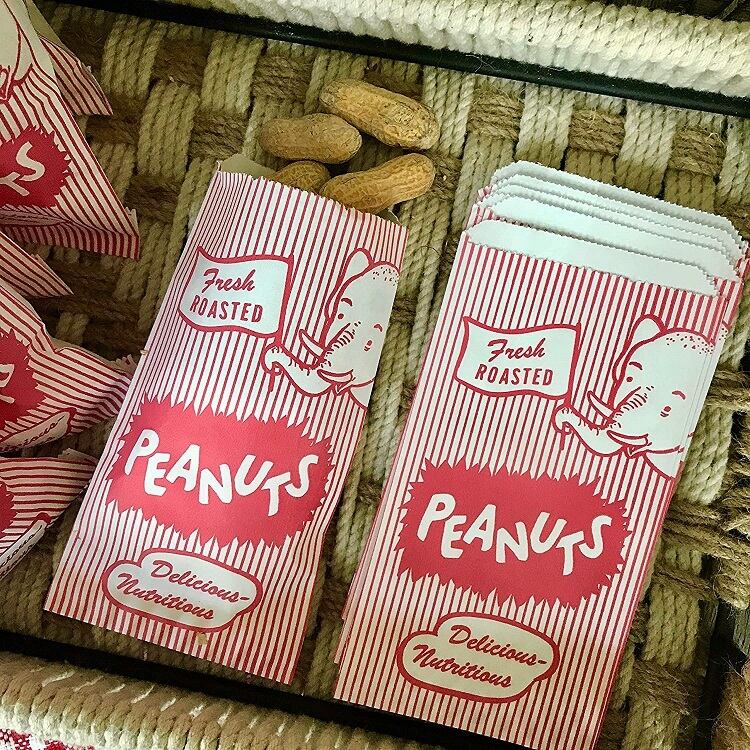 Fresh
ROASTED
PEANUTS
Delicious-
Nutritious
Fresh
ROASTED
PEANUTS
Delicious-
Nutritious